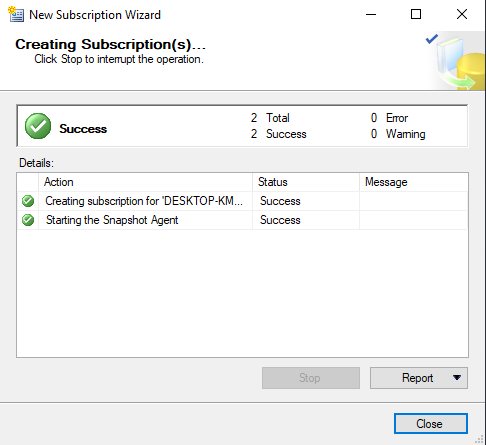 New Subscription Wizard
Creating Subscription(s)...
Click Stop to interrupt the operation.
Success
2 Total
0 Error
2 Success
0 Warning
Details:
Action Status Message
Creating subscription for 'DESKTOP-KM... Success
Starting the Snapshot Agent Success
Stop
Report
Close